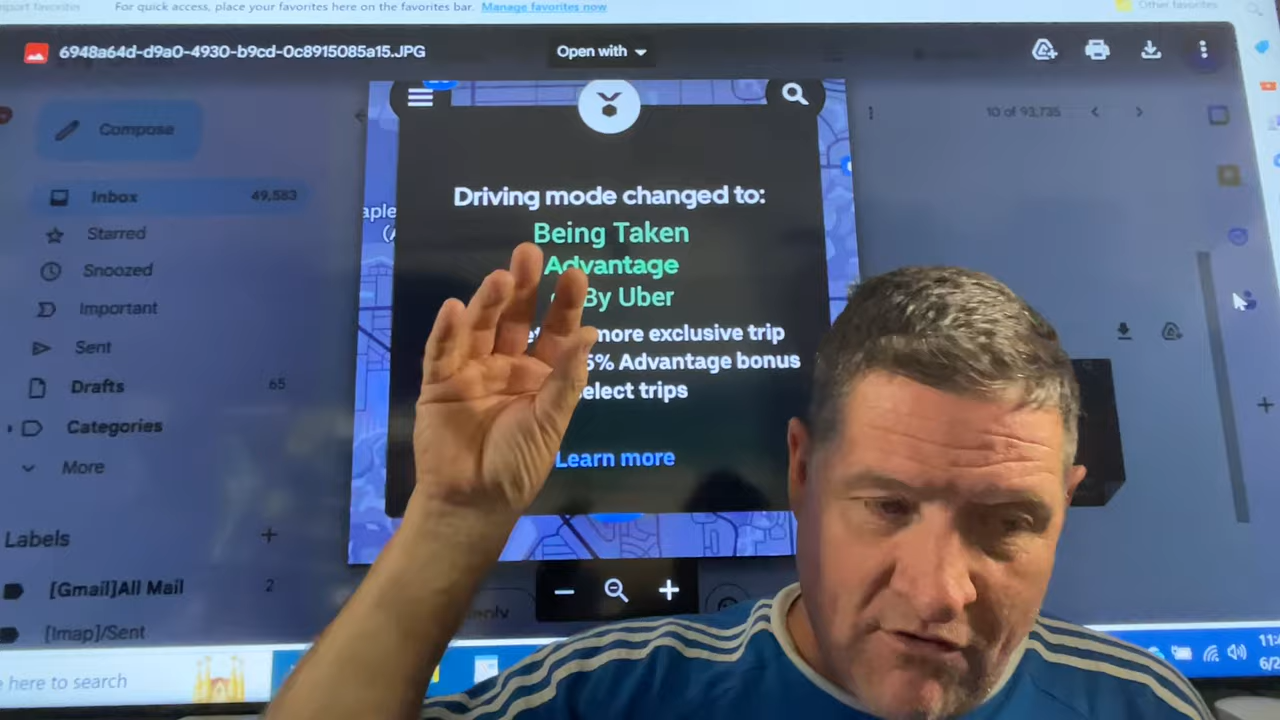 For quick access, place your favorites here on the favorites bar. Manage favorites now
Other favorites
6948a64d-d9a0-4930-b9cd-0c8915085a15.JPG
Open with
Compose
10 of 93,735
Inbox 49,583
Starred
Snoozed
Important
Sent
Drafts 65
Categories
More
Labels
[Gmail]All Mail 2
[Imap]/Sent
Driving mode changed to:
Being Taken
Advantage
By Uber
more exclusive trip
5% Advantage bonus
select trips
Learn more
here to search